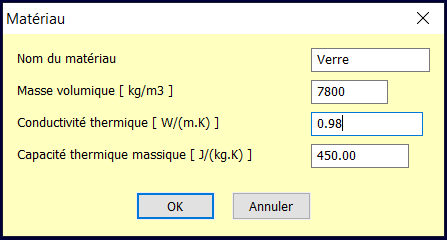 Matériau
Nom du matériau Verre
Masse volumique [ kg/m3 ] 7800
Conductivité thermique [ W/(m.K) ] 0.98
Capacité thermique massique [ J/(kg.K) ] 450.00
OK Annuler